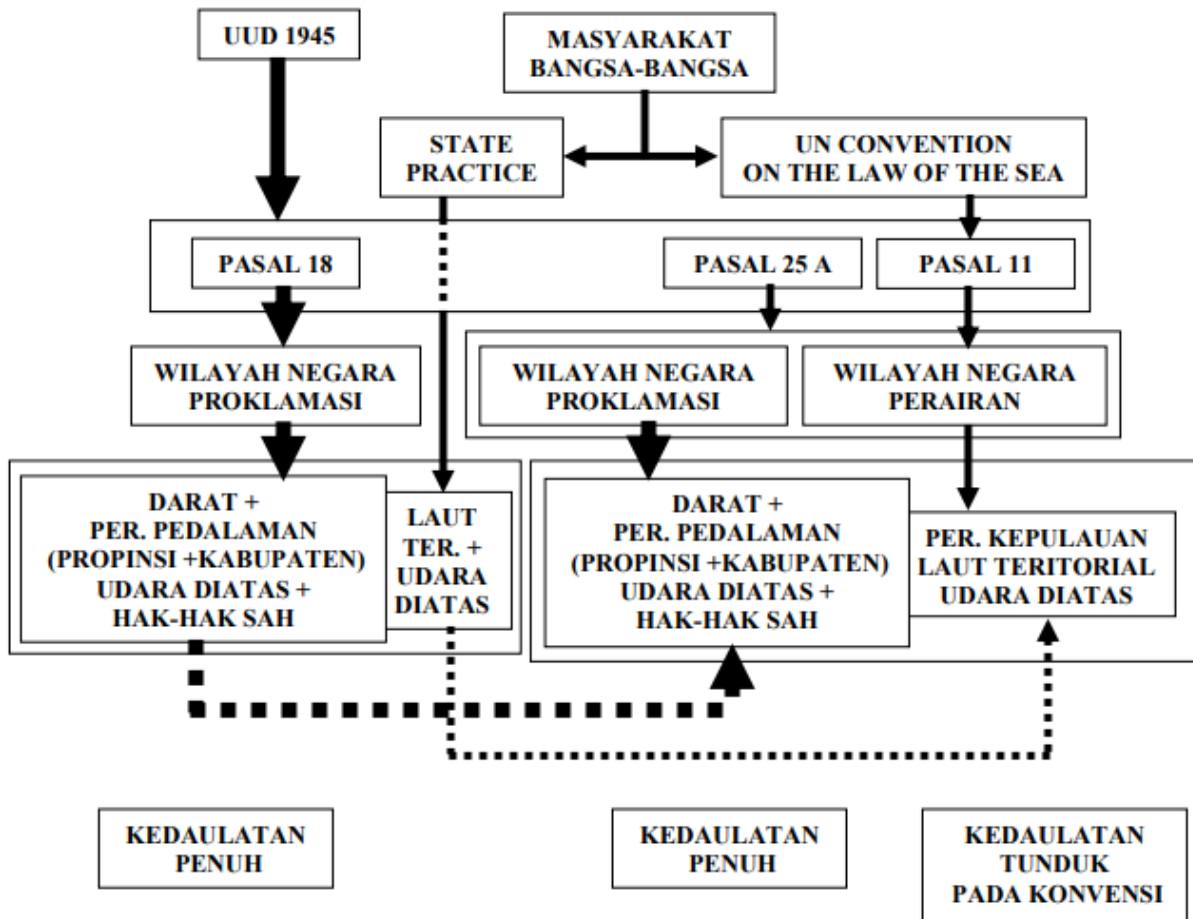 UUD 1945
MASYARAKAT
BANGSA-BANGSA
STATE
PRACTICE
UN CONVENTION
ON THE LAW OF THE SEA
PASAL 18
PASAL 25 A
PASAL 11
WILAYAH NEGARA
PROKLAMASI
WILAYAH NEGARA
PROKLAMASI
WILAYAH NEGARA
PERAIRAN
DARAT +
PER. PEDALAMAN
(PROPINSI +KABUPATEN)
UDARA DIATAS +
HAK-HAK SAH
LAUT
TER. +
UDARA
DIATAS
DARAT +
PER. PEDALAMAN
(PROPINSI +KABUPATEN)
UDARA DIATAS +
HAK-HAK SAH
PER. KEPULAUAN
LAUT TERITORIAL
UDARA DIATAS
KEDAULATAN
PENUH
KEDAULATAN
PENUH
KEDAULATAN
TUNDUK
PADA KONVENSI